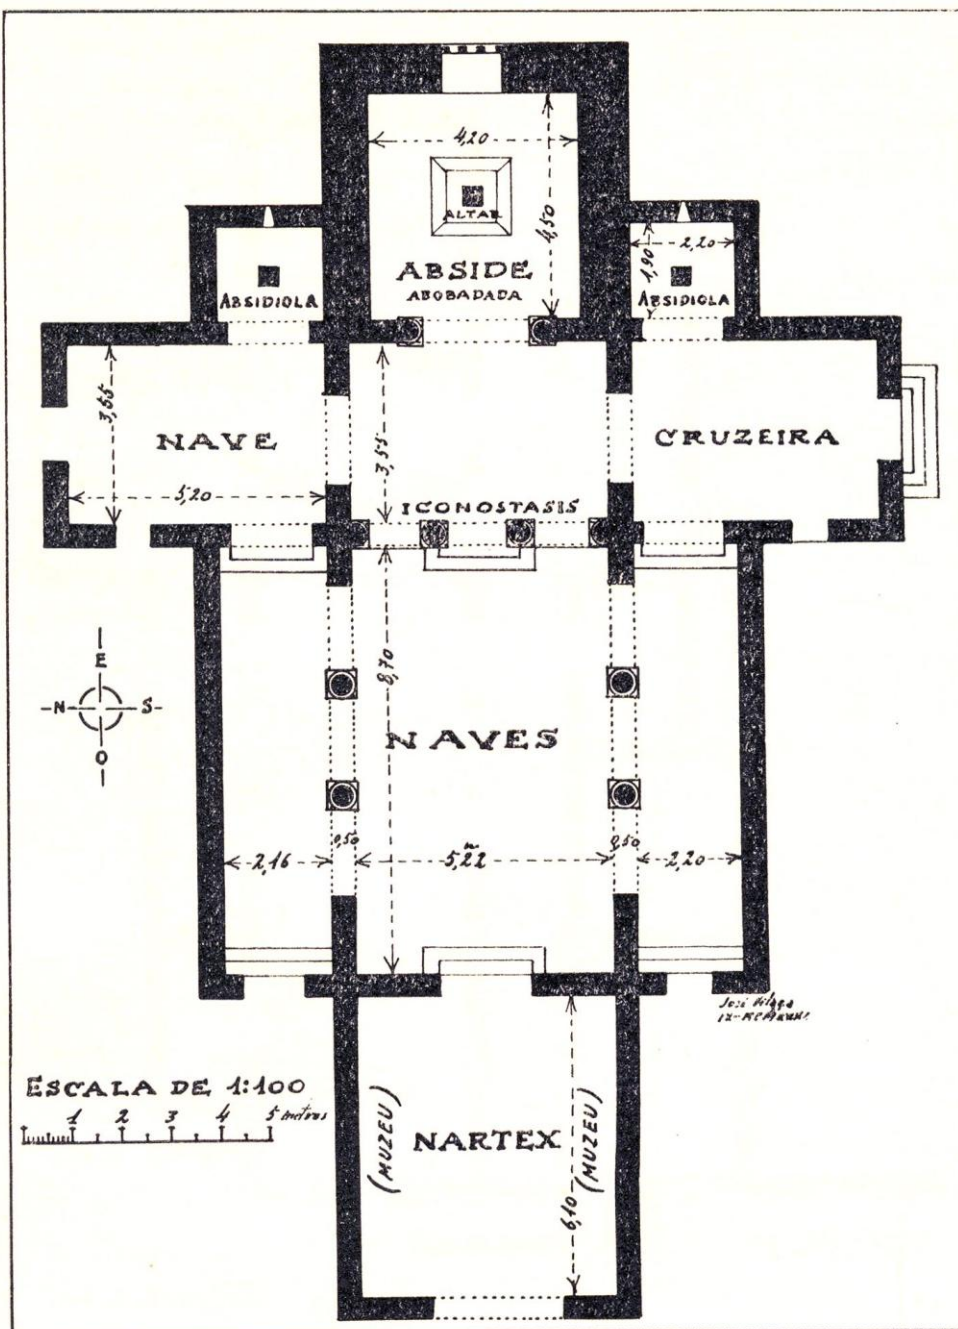 4,20
4,50
ALTAR
ABSIDE
ABOBADADA
ABSIDIOLA
2,20
1,90
ABSIDIOLA
3,55
NAVE
5,20
3,55
CRUZEIRA
ICONOSTASIS
E
N
S
O
8,70
NAVES
2,16
0,50
5,22
0,50
2,20
José Vilaça
ESCALA DE 1:100
1 2 3 4 5 metros
(MUZEU)
NARTEX
(MUZEU)
6,10